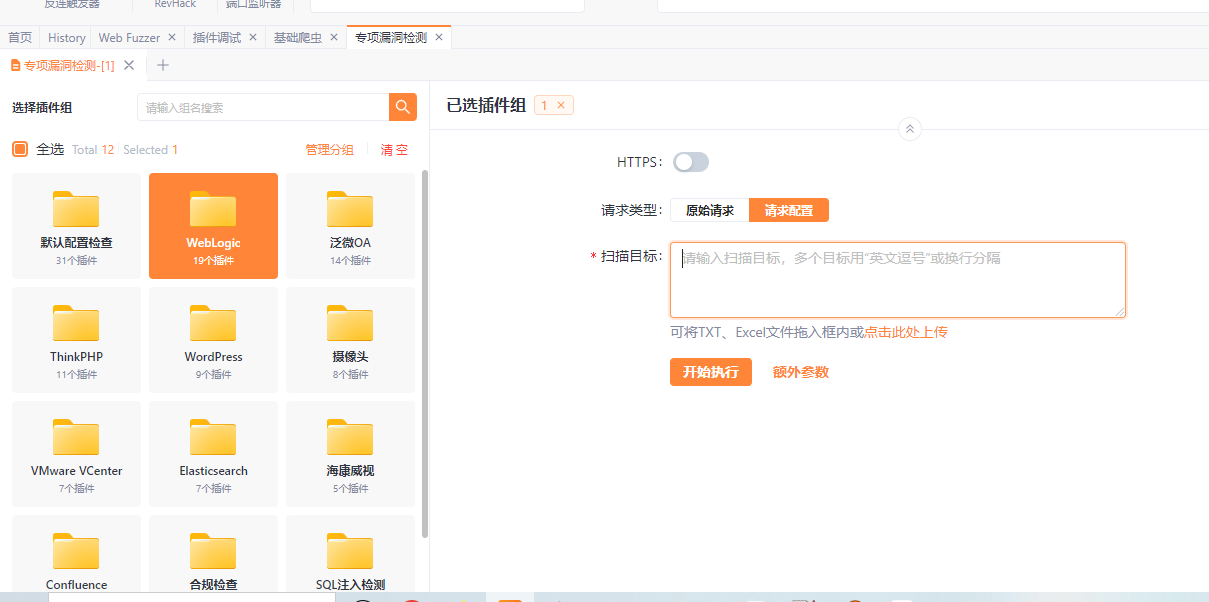 反连触发器 RevHack 端口监听器
首页 History Web Fuzzer 插件调试 基础爬虫 专项漏洞检测
专项漏洞检测-[1]
选择插件组 请输入组名搜索
全选 Total 12 Selected 1 管理分组 清空
默认配置检查 WebLogic 泛微OA
31个插件 19个插件 14个插件
ThinkPHP WordPress 摄像头
11个插件 9个插件 8个插件
VMware VCenter Elasticsearch 海康威视
7个插件 7个插件 5个插件
Confluence 合规检查 SQL注入检测
已选插件组 1
HTTPS:
请求类型: 原始请求 请求配置
* 扫描目标: 请输入扫描目标，多个目标用“英文逗号”或换行分隔
可将TXT、Excel文件拖入框内或点击此处上传
开始执行 额外参数